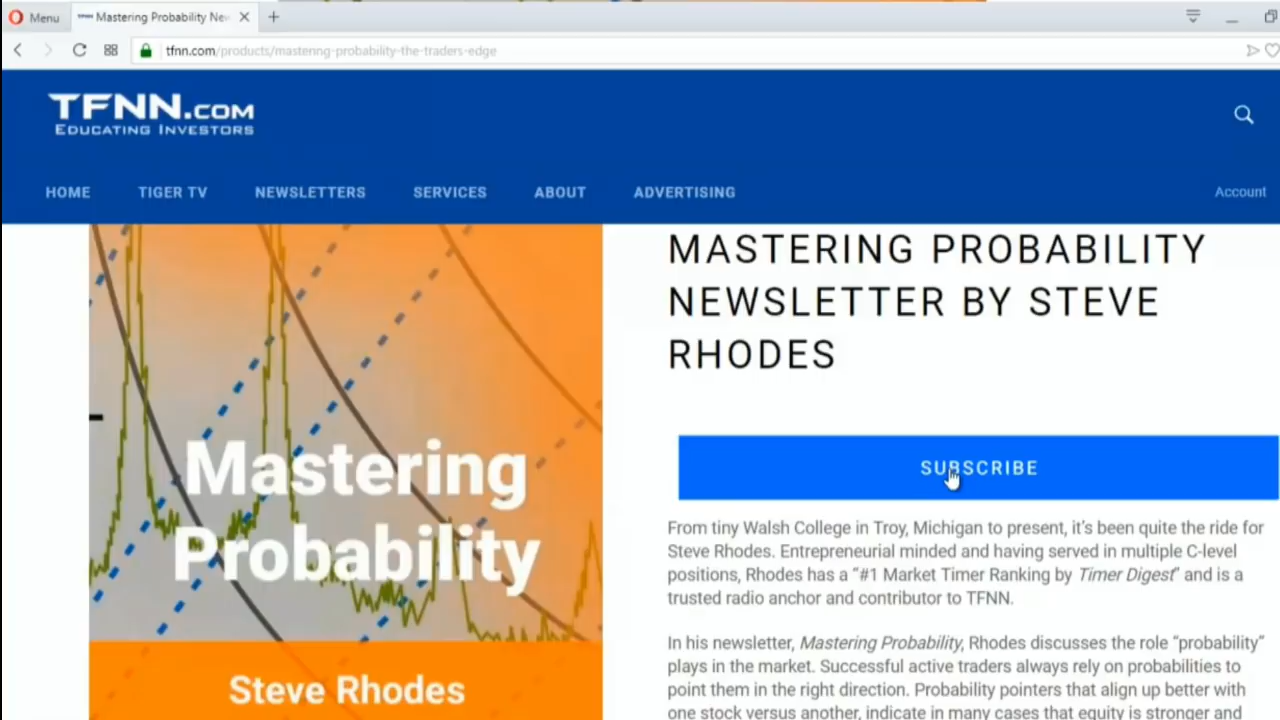 Menu
Mastering Probability Nev
tfnn.com/products/mastering-probability-the-traders-edge
TFNN.COM
EDUCATING INVESTORS
HOME TIGER TV NEWSLETTERS SERVICES ABOUT ADVERTISING
Account
MASTERING PROBABILITY
NEWSLETTER BY STEVE
RHODES
Mastering
Probability
Steve Rhodes
SUBSCRIBE
From tiny Walsh College in Troy, Michigan to present, it's been quite the ride for
Steve Rhodes. Entrepreneurial minded and having served in multiple C-level
positions, Rhodes has a “#1 Market Timer Ranking by Timer Digest” and is a
trusted radio anchor and contributor to TFNN.
In his newsletter, Mastering Probability, Rhodes discusses the role “probability”
plays in the market. Successful active traders always rely on probabilities to
point them in the right direction. Probability pointers that align up better with
one stock versus another, indicate in many cases that equity is stronger and